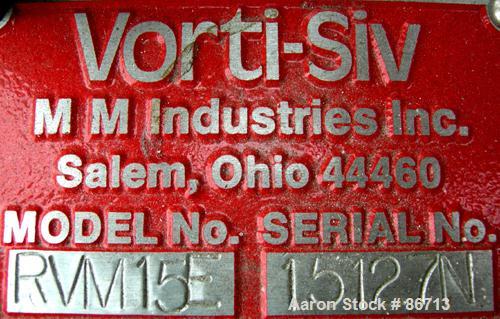 Vorti-Siv
M M Industries Inc.
Salem, Ohio 44460
MODEL No. SERIAL No.
RVM15E 15127N
Aaron Stock # 86713